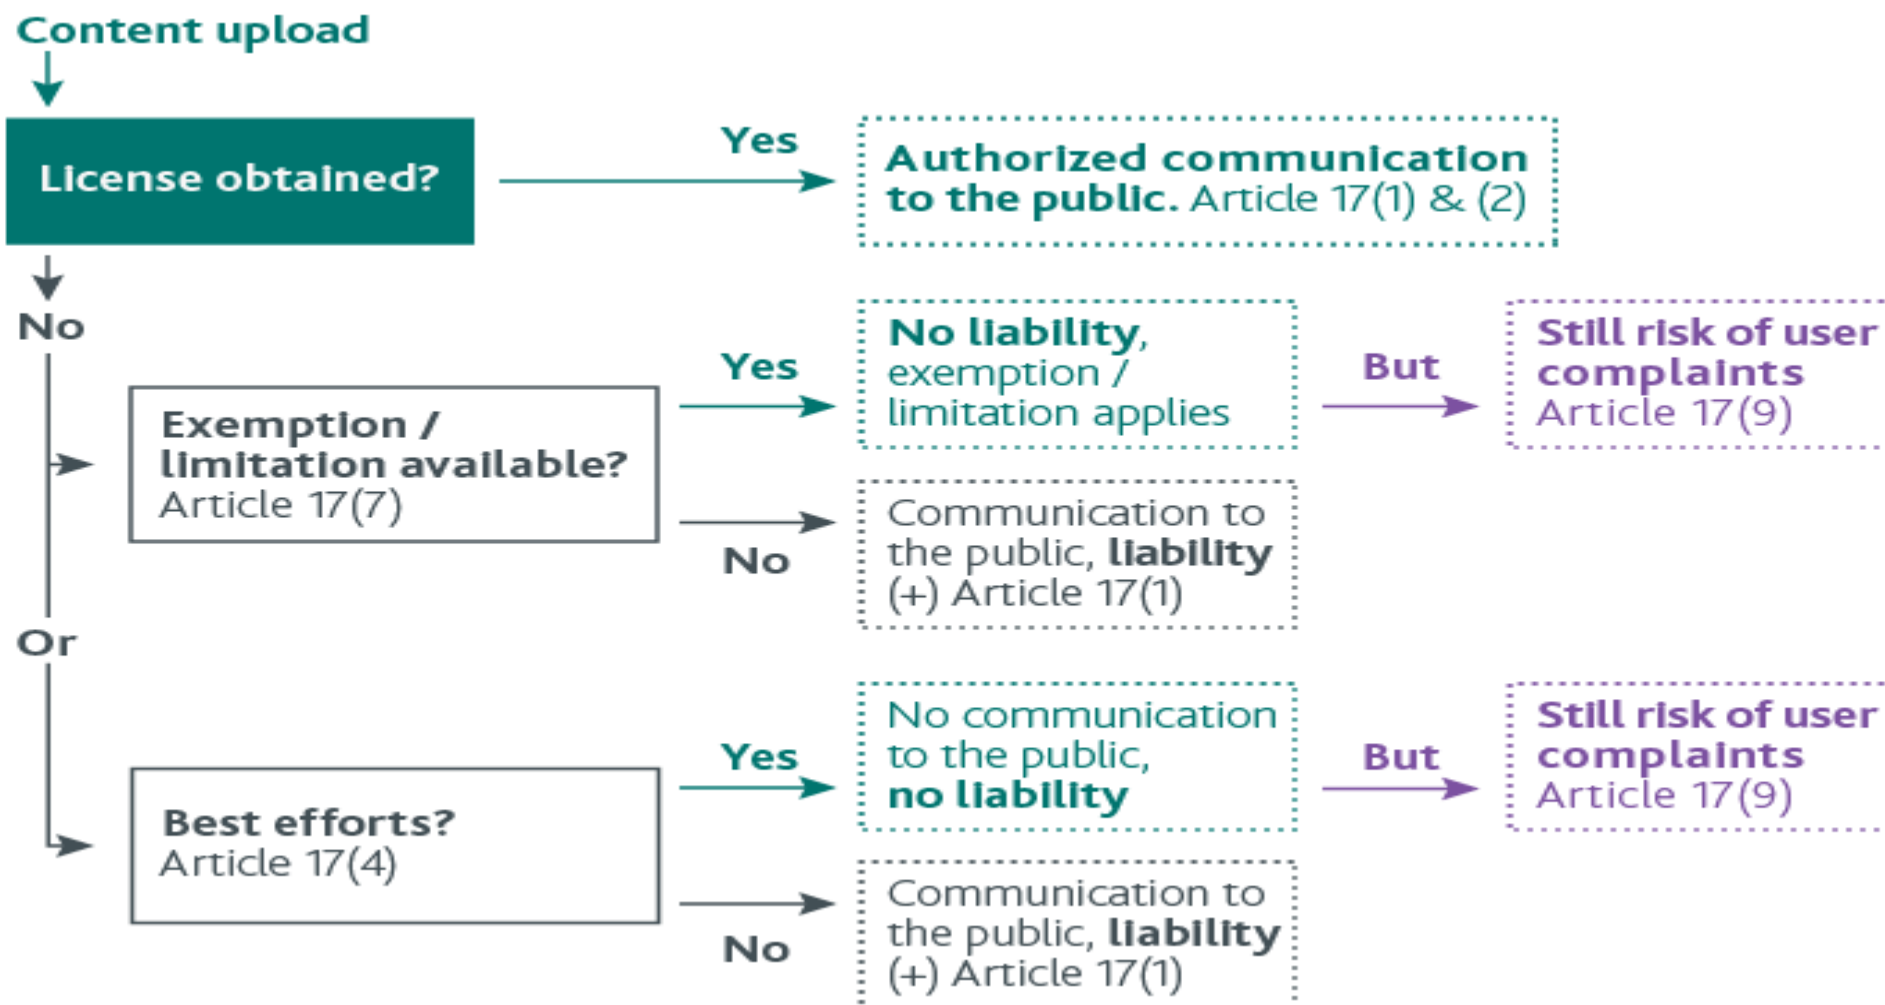 Content upload
License obtained?
Yes
Authorized communication
to the public. Article 17(1) & (2)
No
Exemption /
limitation available?
Article 17(7)
Yes
No liability,
exemption /
limitation applies
But
Still risk of user
complaints
Article 17(9)
No
Communication to
the public, liability
(+) Article 17(1)
Or
Best efforts?
Article 17(4)
Yes
No communication
to the public,
no liability
But
Still risk of user
complaints
Article 17(9)
No
Communication to
the public, liability
(+) Article 17(1)